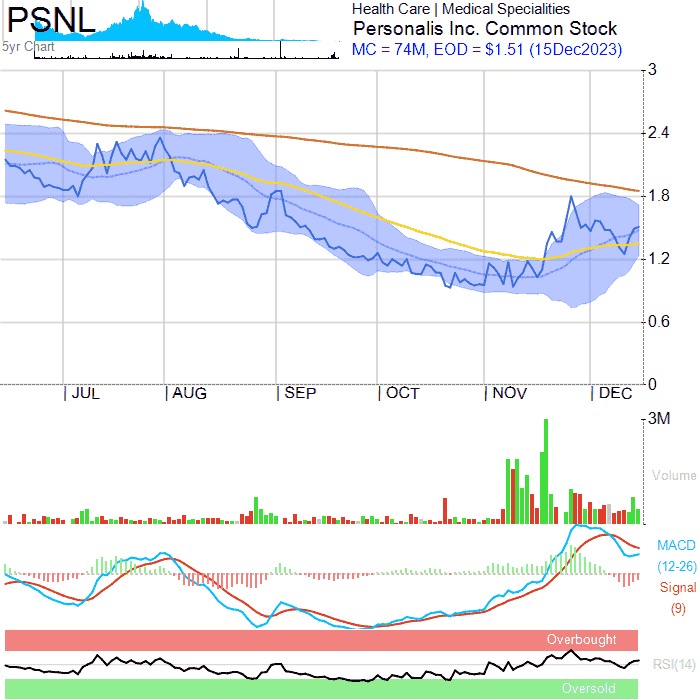 PSNL
5yr Chart
Health Care | Medical Specialities
Personalis Inc. Common Stock
MC = 74M, EOD = $1.51 (15Dec2023)
3
2.4
1.8
1.2
0.6
0
JUL AUG SEP OCT NOV DEC
3M
Volume
MACD
(12-26)
Signal
(9)
Overbought
RSI(14)
Oversold